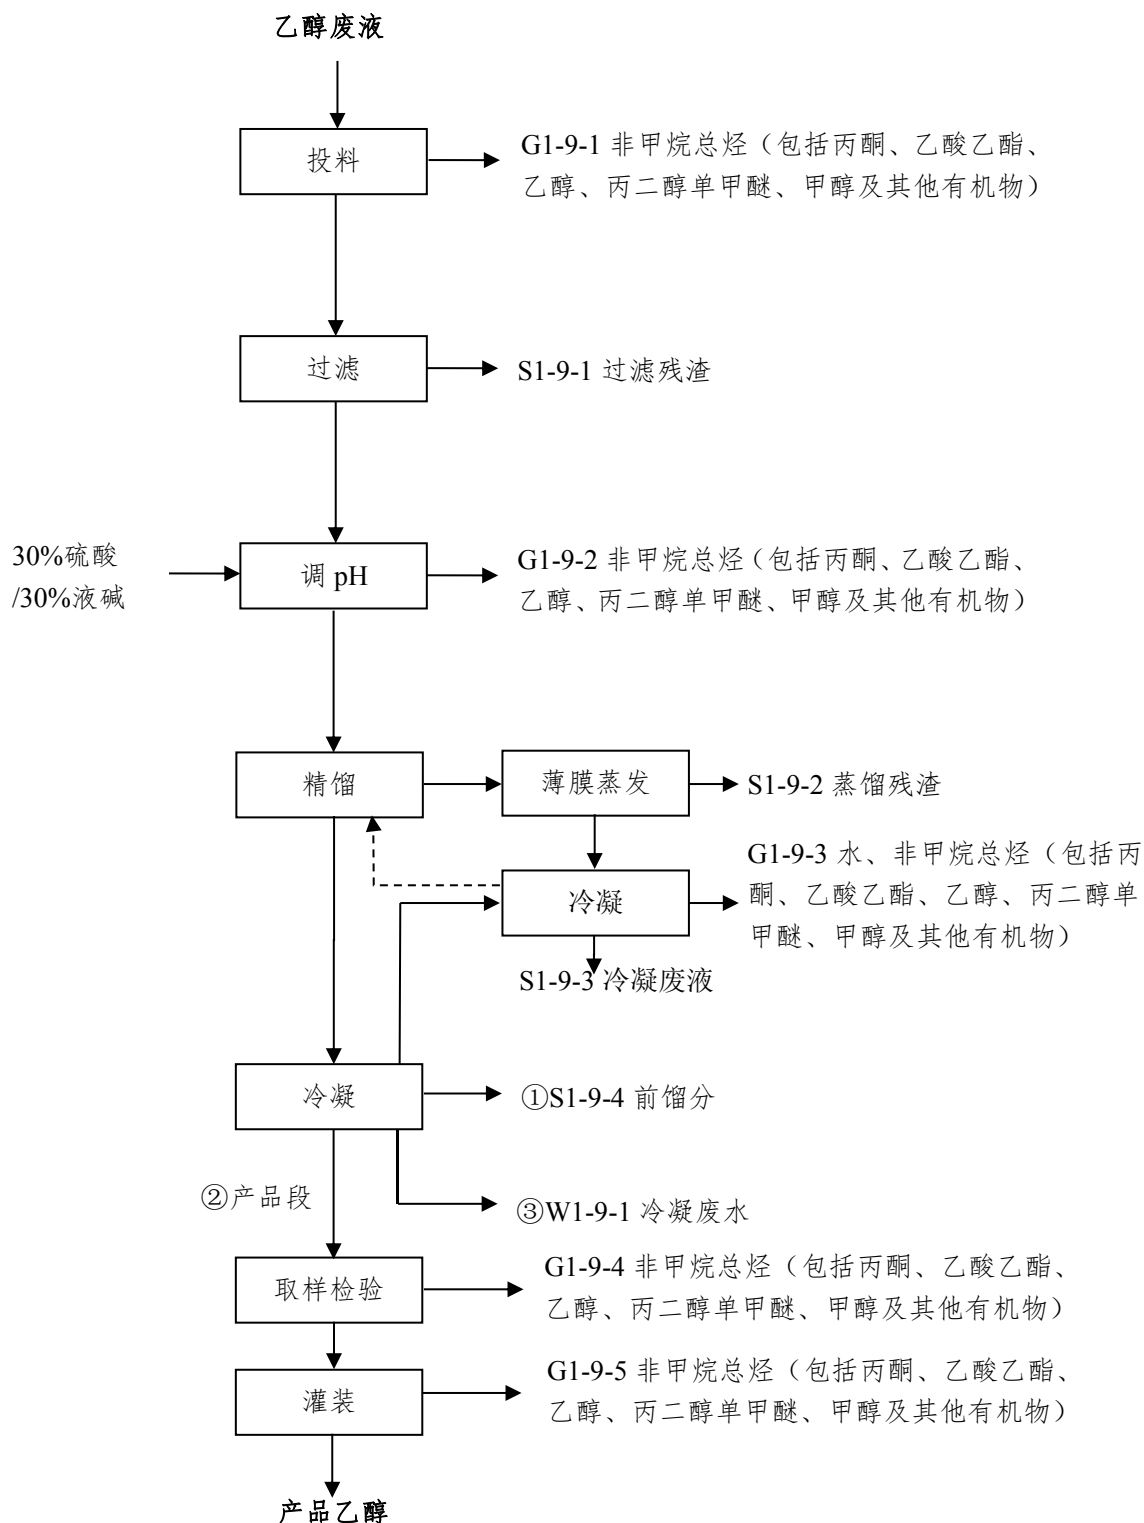 乙醇废液
投料
G1-9-1 非甲烷总烃（包括丙酮、乙酸乙酯、
乙醇、丙二醇单甲醚、甲醇及其他有机物）
过滤
S1-9-1 过滤残渣
30%硫酸
/30%液碱
调 pH
G1-9-2 非甲烷总烃（包括丙酮、乙酸乙酯、
乙醇、丙二醇单甲醚、甲醇及其他有机物）
精馏
薄膜蒸发
S1-9-2 蒸馏残渣
冷凝
G1-9-3 水、非甲烷总烃（包括丙
酮、乙酸乙酯、乙醇、丙二醇单
甲醚、甲醇及其他有机物）
S1-9-3 冷凝废液
冷凝
①S1-9-4 前馏分
②产品段
③W1-9-1 冷凝废水
取样检验
G1-9-4 非甲烷总烃（包括丙酮、乙酸乙酯、
乙醇、丙二醇单甲醚、甲醇及其他有机物）
灌装
G1-9-5 非甲烷总烃（包括丙酮、乙酸乙酯、
乙醇、丙二醇单甲醚、甲醇及其他有机物）
产品乙醇